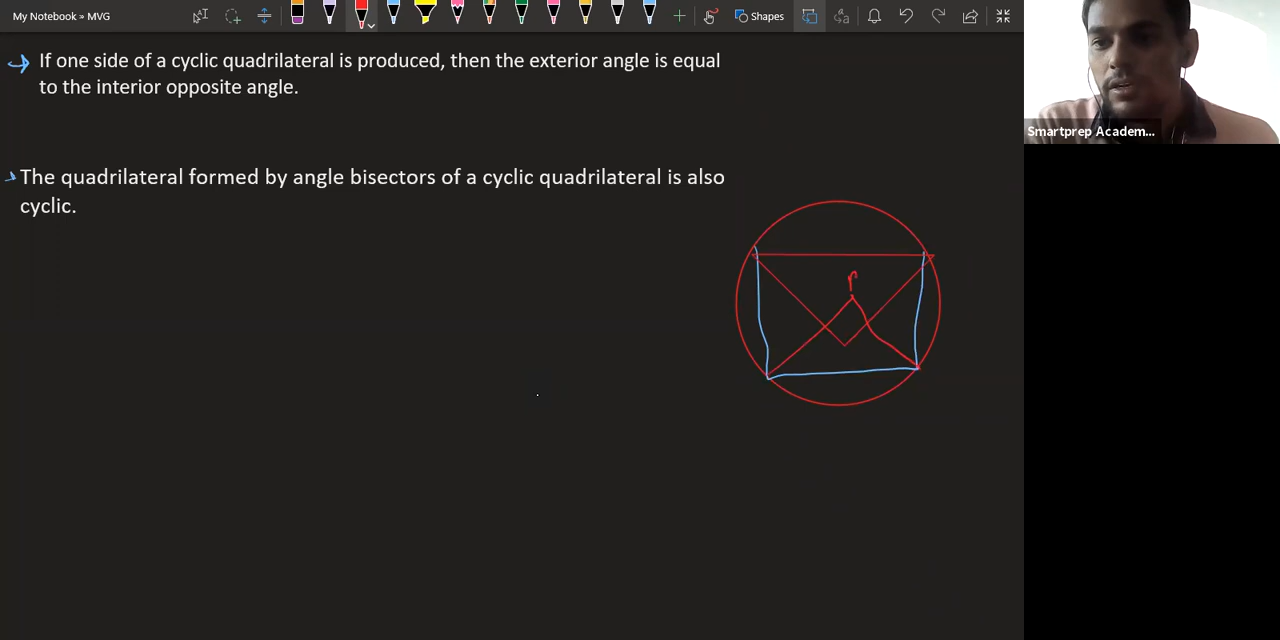 My Notebook » MVG
Shapes
If one side of a cyclic quadrilateral is produced, then the exterior angle is equal
to the interior opposite angle.
Smartprep Academ...
The quadrilateral formed by angle bisectors of a cyclic quadrilateral is also
cyclic.